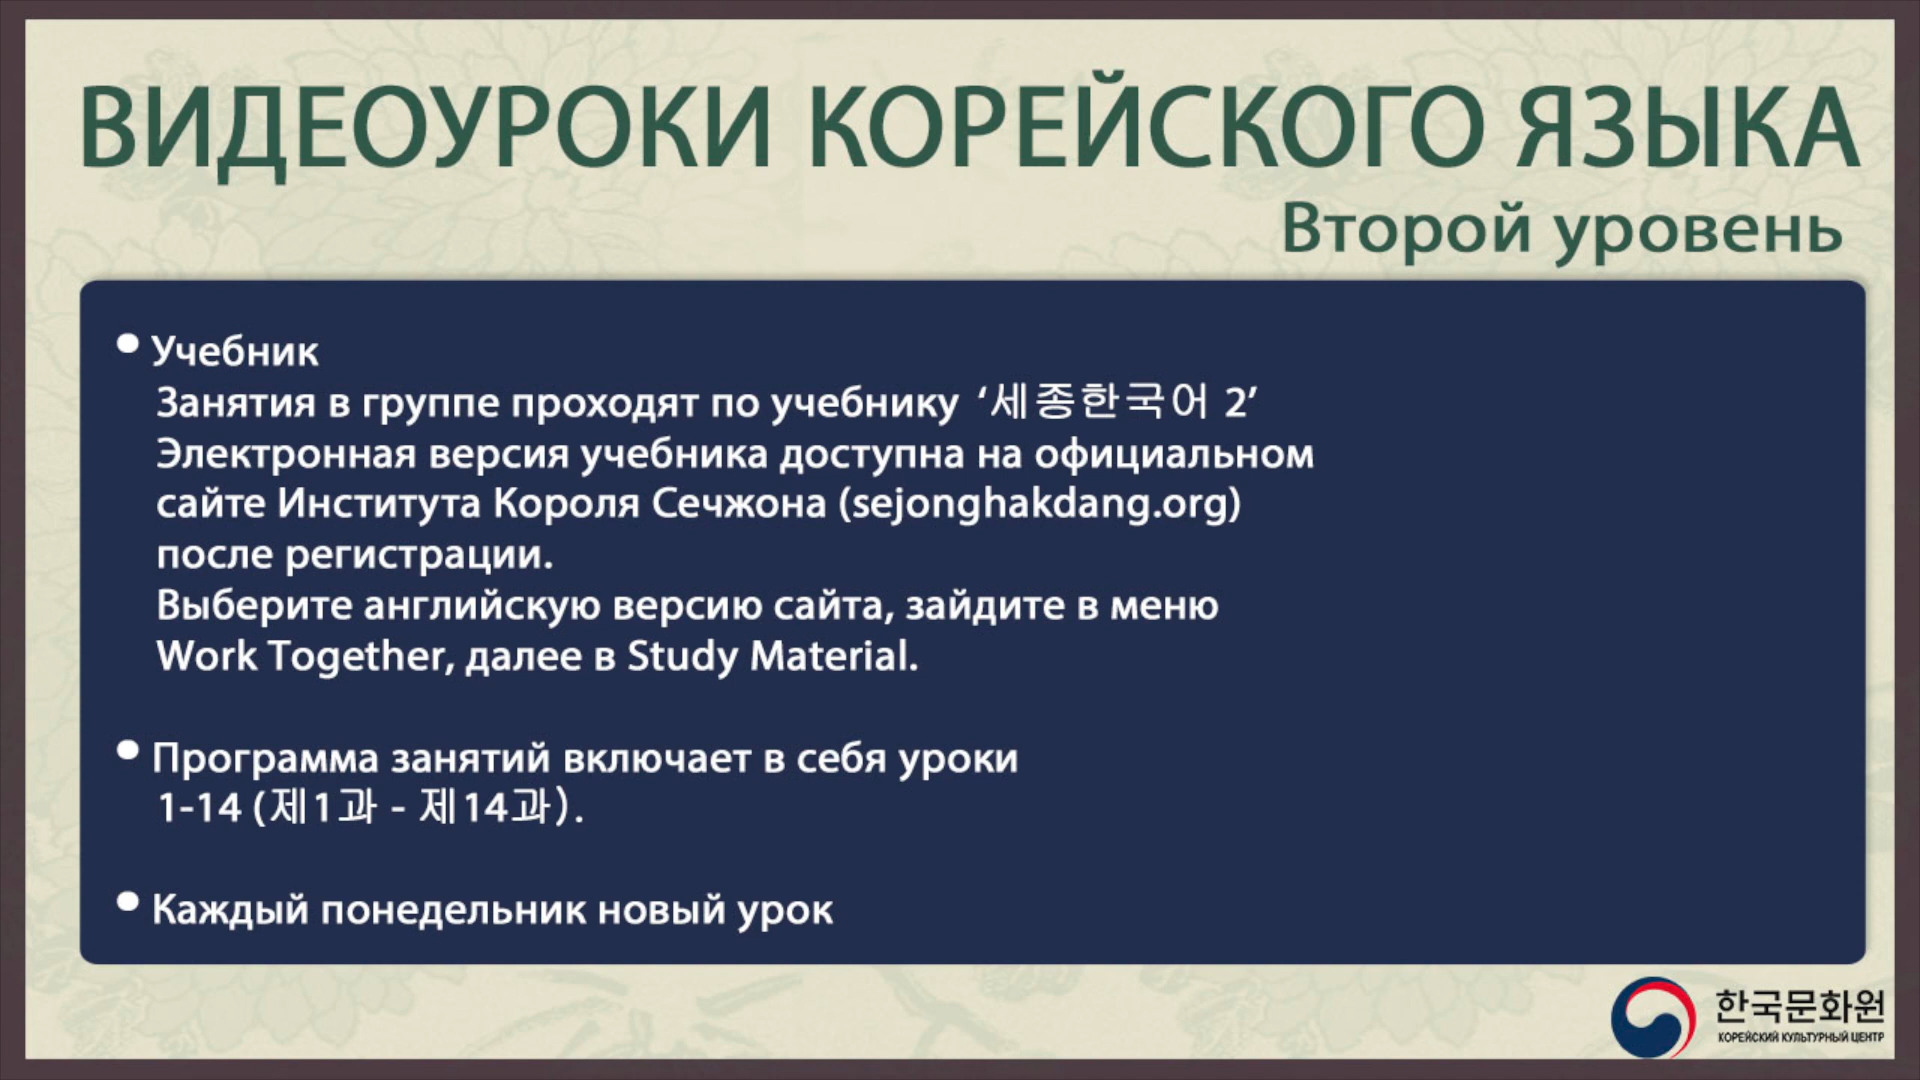 ВИДЕОУРОКИ КОРЕЙСКОГО ЯЗЫКА
Второй уровень
• Учебник
Занятия в группе проходят по учебнику ‘세종한국어 2’
Электронная версия учебника доступна на официальном
сайте Института Короля Сечжона (sejonghakdang.org)
после регистрации.
Выберите английскую версию сайта, зайдите в меню
Work Together, далее в Study Material.
• Программа занятий включает в себя уроки
1-14 (제1과 - 제14과).
• Каждый понедельник новый урок
한국문화원
КОРЕЙСКИЙ КУЛЬТУРНЫЙ ЦЕНТР